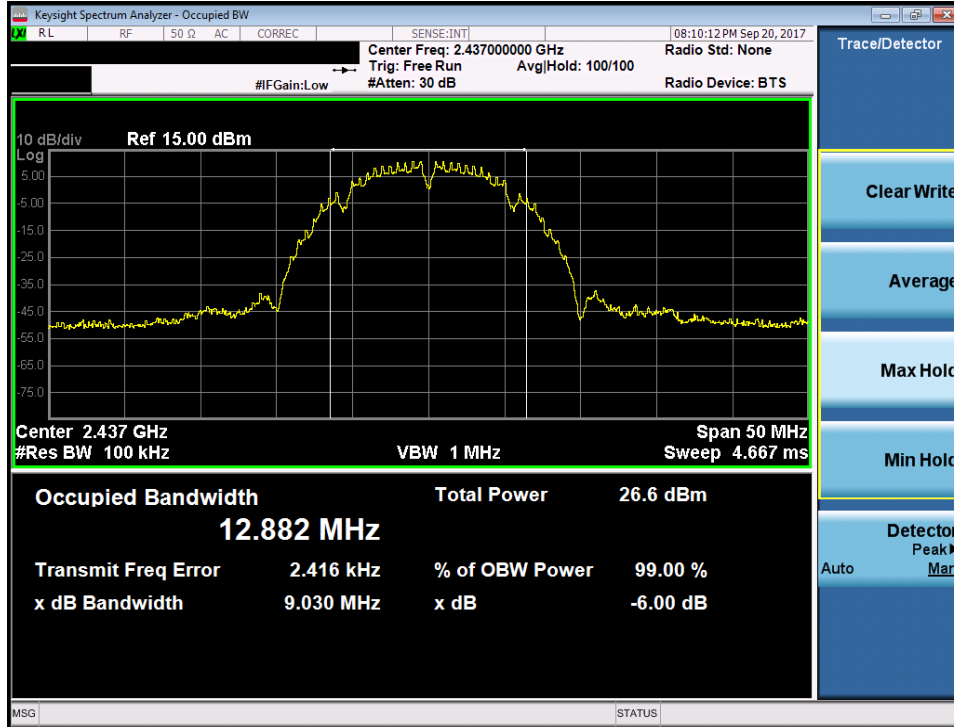 Keysight Spectrum Analyzer - Occupied BW
LXI RL RF 50 Ω AC CORREC SENSE:INT 08:10:12 PM Sep 20, 2017
Center Freq: 2.437000000 GHz Radio Std: None
Trig: Free Run Avg|Hold: 100/100
#IFGain:Low #Atten: 30 dB Radio Device: BTS
Trace/Detector
10 dB/div Ref 15.00 dBm
Log
5.00
-5.00
-15.0
-25.0
-35.0
-45.0
-55.0
-65.0
-75.0
Center 2.437 GHz Span 50 MHz
#Res BW 100 kHz VBW 1 MHz Sweep 4.667 ms
Occupied Bandwidth Total Power 26.6 dBm
12.882 MHz
Transmit Freq Error 2.416 kHz % of OBW Power 99.00 %
x dB Bandwidth 9.030 MHz x dB -6.00 dB
Clear Write
Average
Max Hold
Min Hold
Detector
Peak
Auto Man
MSG STATUS